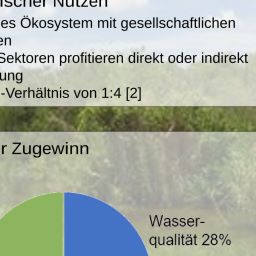 ischer Nutzen
es Ökosystem mit gesellschaftlichen
en
Sektoren profitieren direkt oder indirekt
ung
-Verhältnis von 1:4 [2]
r Zugewinn
Wasser-
qualität 28%